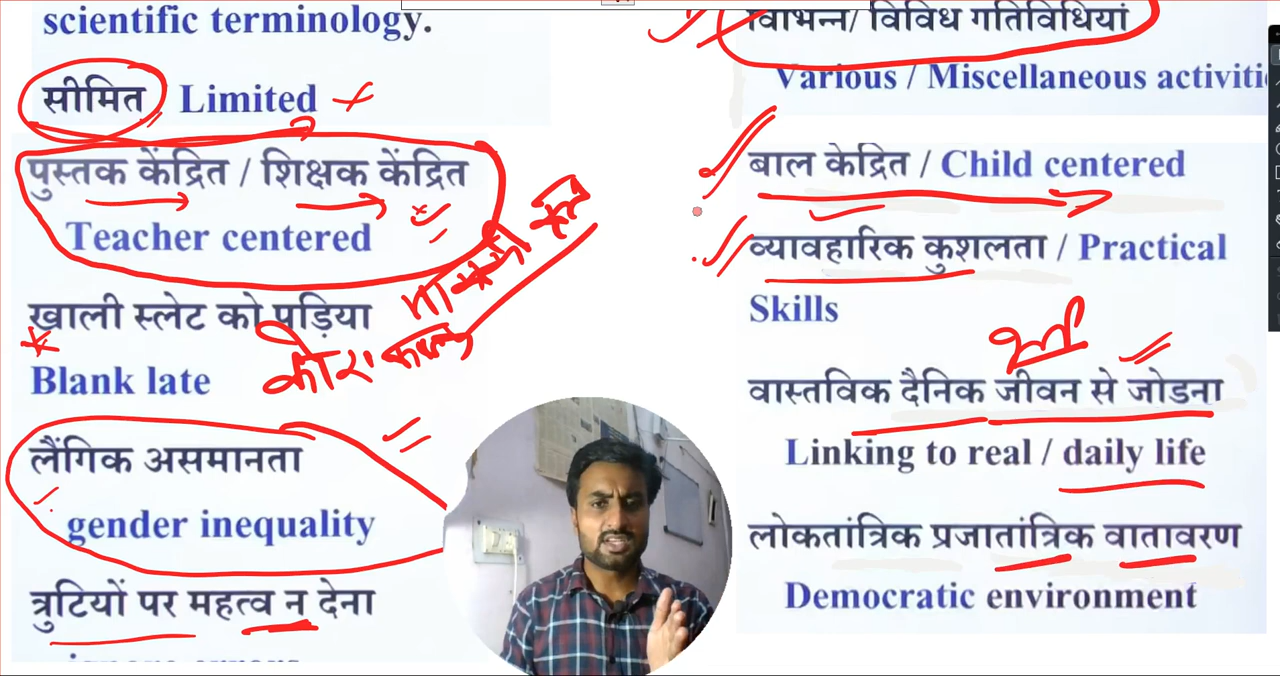 scientific terminology.
सीमित Limited
पुस्तक केंद्रित / शिक्षक केंद्रित
Teacher centered
खाली स्लेट को पड़िया
Blank late
कोरा
लैंगिक असमानता
gender inequality
त्रुटियों पर महत्व न देना
विभिन्न/ विविध गतिविधियां
Various / Miscellaneous activiti
बाल केद्रित / Child centered
व्यावहारिक कुशलता / Practical
Skills
वास्तविक दैनिक जीवन से जोडना
Linking to real / daily life
लोकतांत्रिक प्रजातांत्रिक वातावरण
Democratic environment